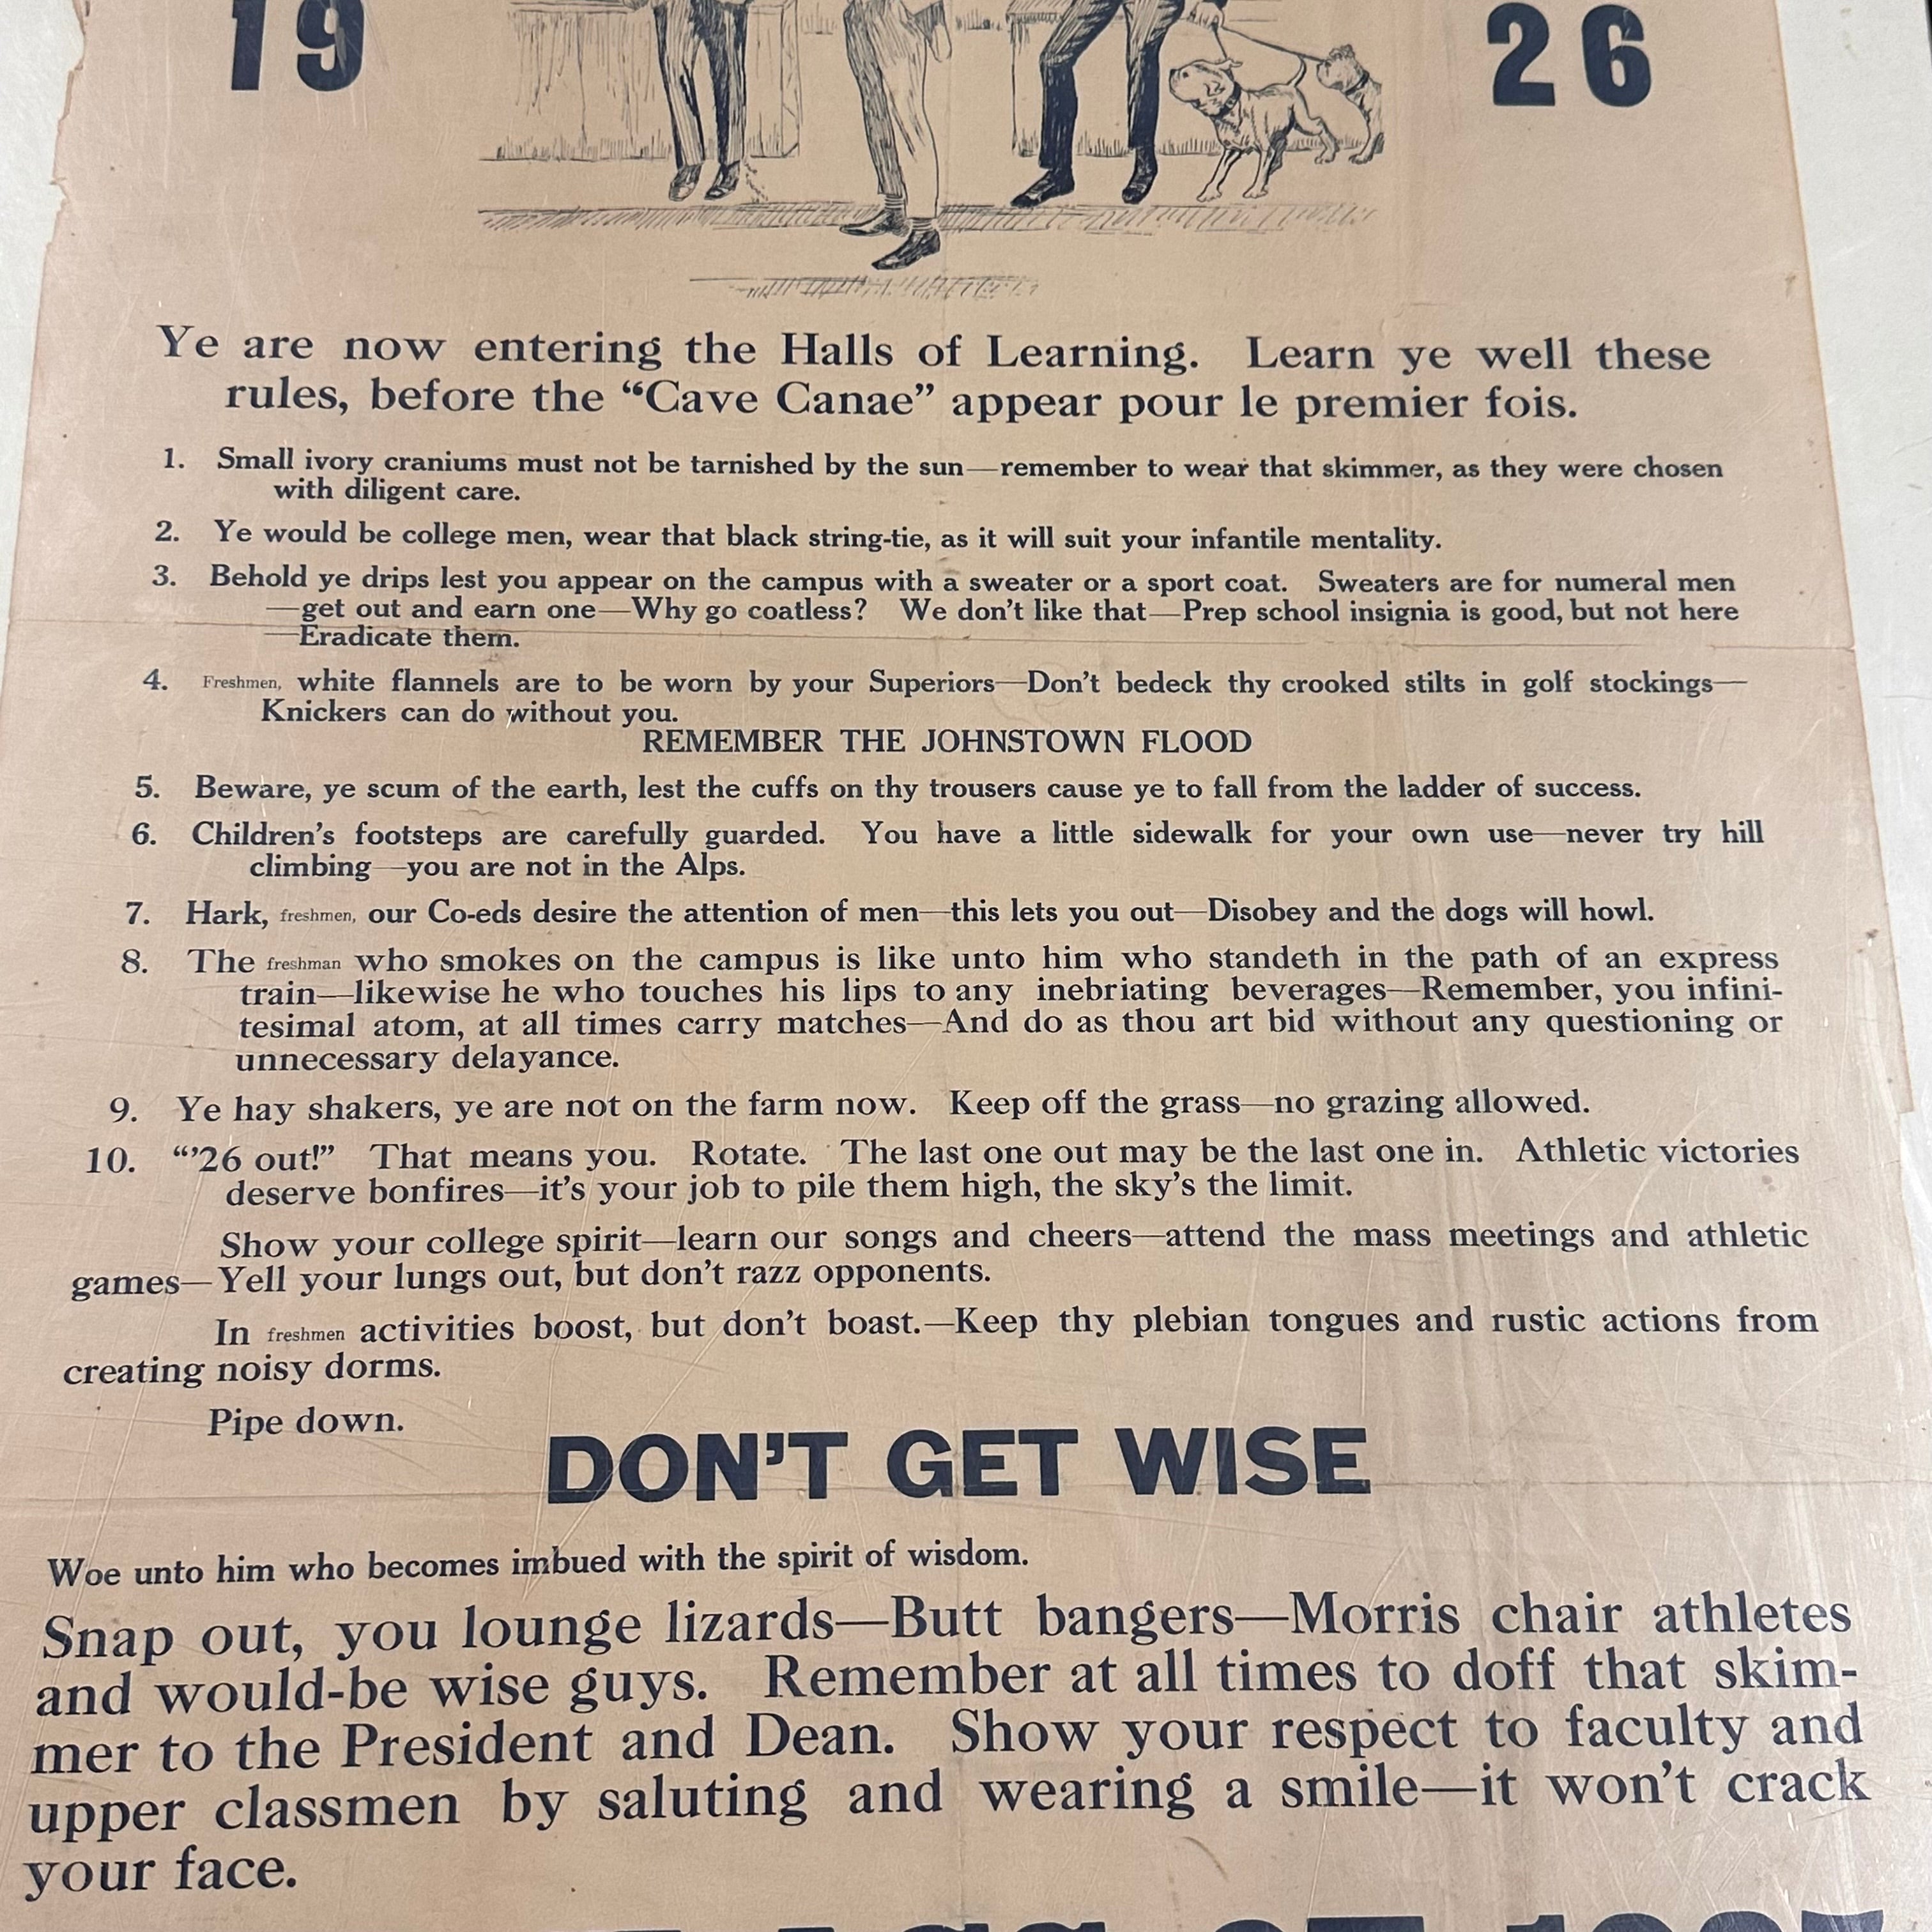 19 26
Ye are now entering the Halls of Learning. Learn ye well these
rules, before the “Cave Canae” appear pour le premier fois.
1. Small ivory craniums must not be tarnished by the sun—remember to wear that skimmer, as they were chosen
with diligent care.
2. Ye would be college men, wear that black string-tie, as it will suit your infantile mentality.
3. Behold ye drips lest you appear on the campus with a sweater or a sport coat. Sweaters are for numeral men
—get out and earn one—Why go coatless? We don't like that—Prep school insignia is good, but not here
—Eradicate them.
4. Freshmen, white flannels are to be worn by your Superiors—Don't bedeck thy crooked stilts in golf stockings—
Knickers can do without you.
REMEMBER THE JOHNSTOWN FLOOD
5. Beware, ye scum of the earth, lest the cuffs on thy trousers cause ye to fall from the ladder of success.
6. Children's footsteps are carefully guarded. You have a little sidewalk for your own use—never try hill
climbing—you are not in the Alps.
7. Hark, freshmen, our Co-eds desire the attention of men—this lets you out—Disobey and the dogs will howl.
8. The freshman who smokes on the campus is like unto him who standeth in the path of an express
train—likewise he who touches his lips to any inebriating beverages—Remember, you infini-
tesimal atom, at all times carry matches—And do as thou art bid without any questioning or
unnecessary delayance.
9. Ye hay shakers, ye are not on the farm now. Keep off the grass—no grazing allowed.
10. “'26 out!” That means you. Rotate. The last one out may be the last one in. Athletic victories
deserve bonfires—it's your job to pile them high, the sky's the limit.
Show your college spirit—learn our songs and cheers—attend the mass meetings and athletic
games—Yell your lungs out, but don't razz opponents.
In freshmen activities boost, but don't boast.—Keep thy plebian tongues and rustic actions from
creating noisy dorms.
Pipe down.
DON'T GET WISE
Woe unto him who becomes imbued with the spirit of wisdom.
Snap out, you lounge lizards—Butt bangers—Morris chair athletes
and would-be wise guys. Remember at all times to doff that skim-
mer to the President and Dean. Show your respect to faculty and
upper classmen by saluting and wearing a smile—it won't crack
your face.